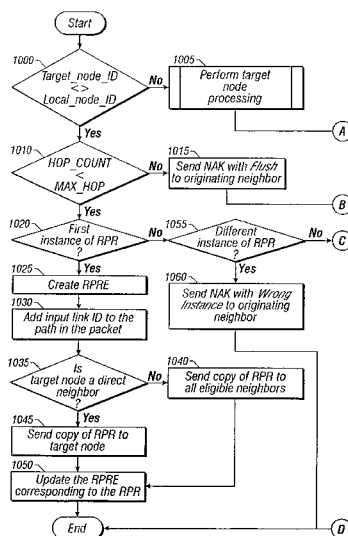 Start
1000
Target_node_ID
<>
Local_node_ID
No
1005
Perform target
node
processing
A
Yes
1010
HOP_COUNT
<
MAX_HOP
No
1015
Send NAK with Flush
to originating neighbor
B
Yes
1020
First
instance of RPR
?
No
1055
Different
instance of RPR
?
No
C
Yes
1025
Create RPRE
Yes
1060
Send NAK with Wrong
Instance to originating
neighbor
1030
Add input link ID to the
path in the packet
1035
Is
target node a direct
neighbor
?
No
1040
Send copy of RPR to
all eligible neighbors
Yes
1045
Send copy of RPR to
target node
1050
Update the RPRE
corresponding to the RPR
End
D